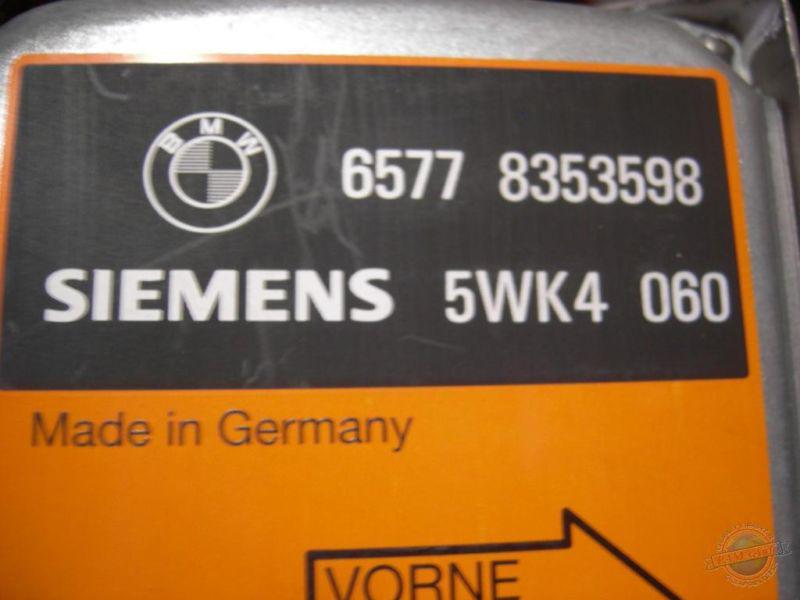 BMW
6577 8353598
SIEMENS 5WK4 060
Made in Germany
VORNE